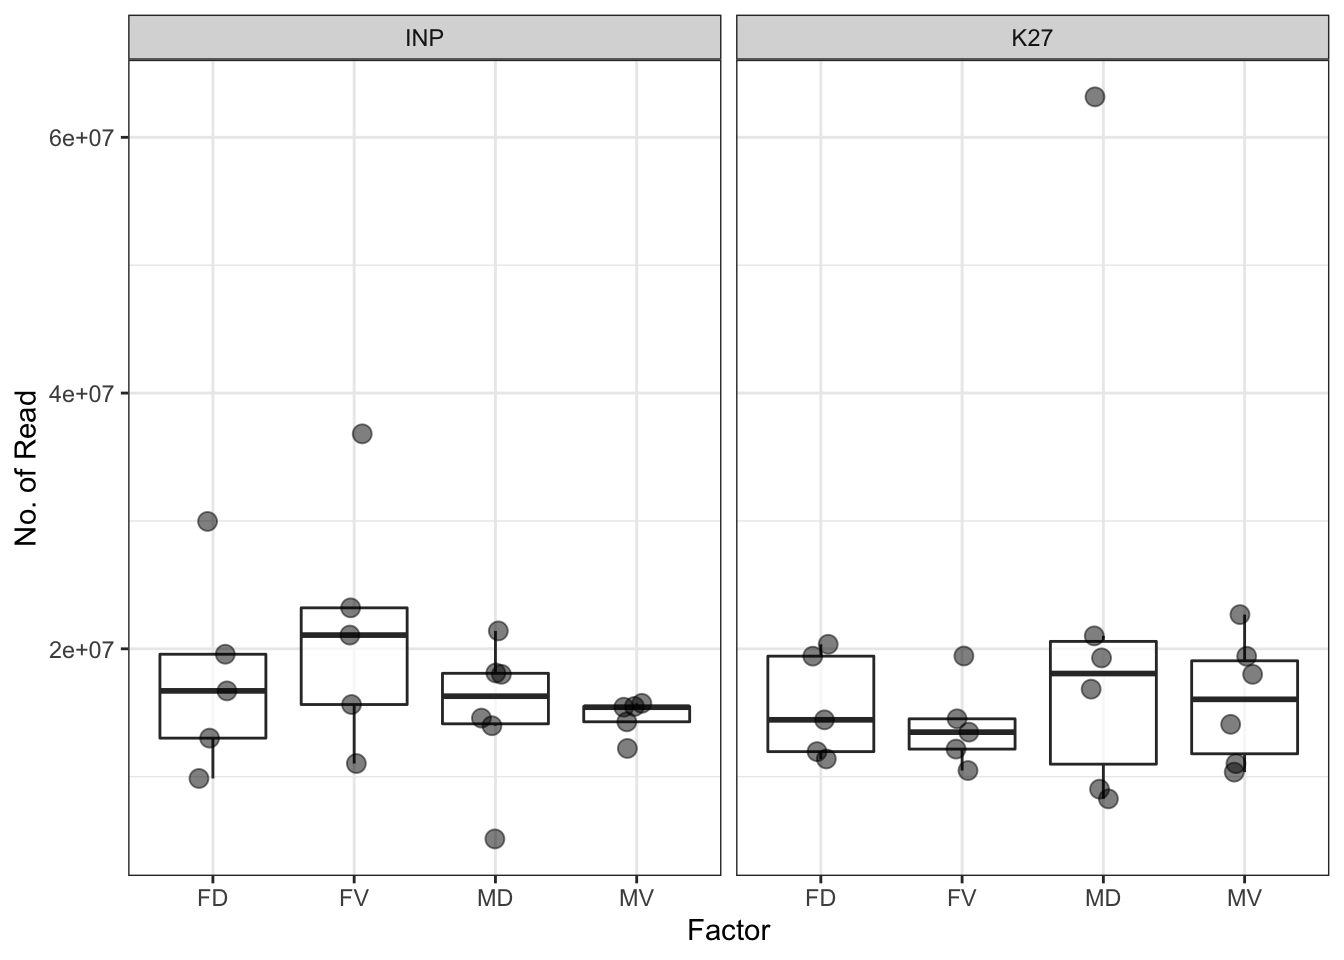 INP
K27
6e+07
4e+07
2e+07
No. of Read
FD FV MD MV
FD FV MD MV
Factor